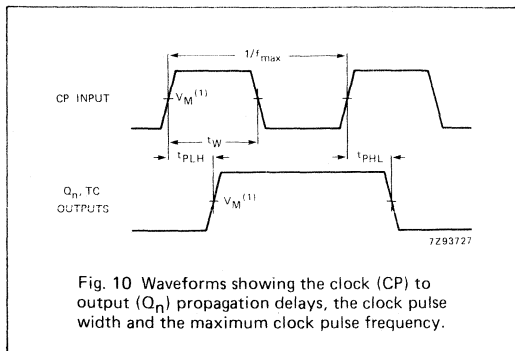 1/fmax
CP INPUT
VM(1)
tW
tPLH
tPHL
Qn, TC
OUTPUTS
VM(1)
7Z93727
Fig. 10 Waveforms showing the clock (CP) to
output (Qn) propagation delays, the clock pulse
width and the maximum clock pulse frequency.